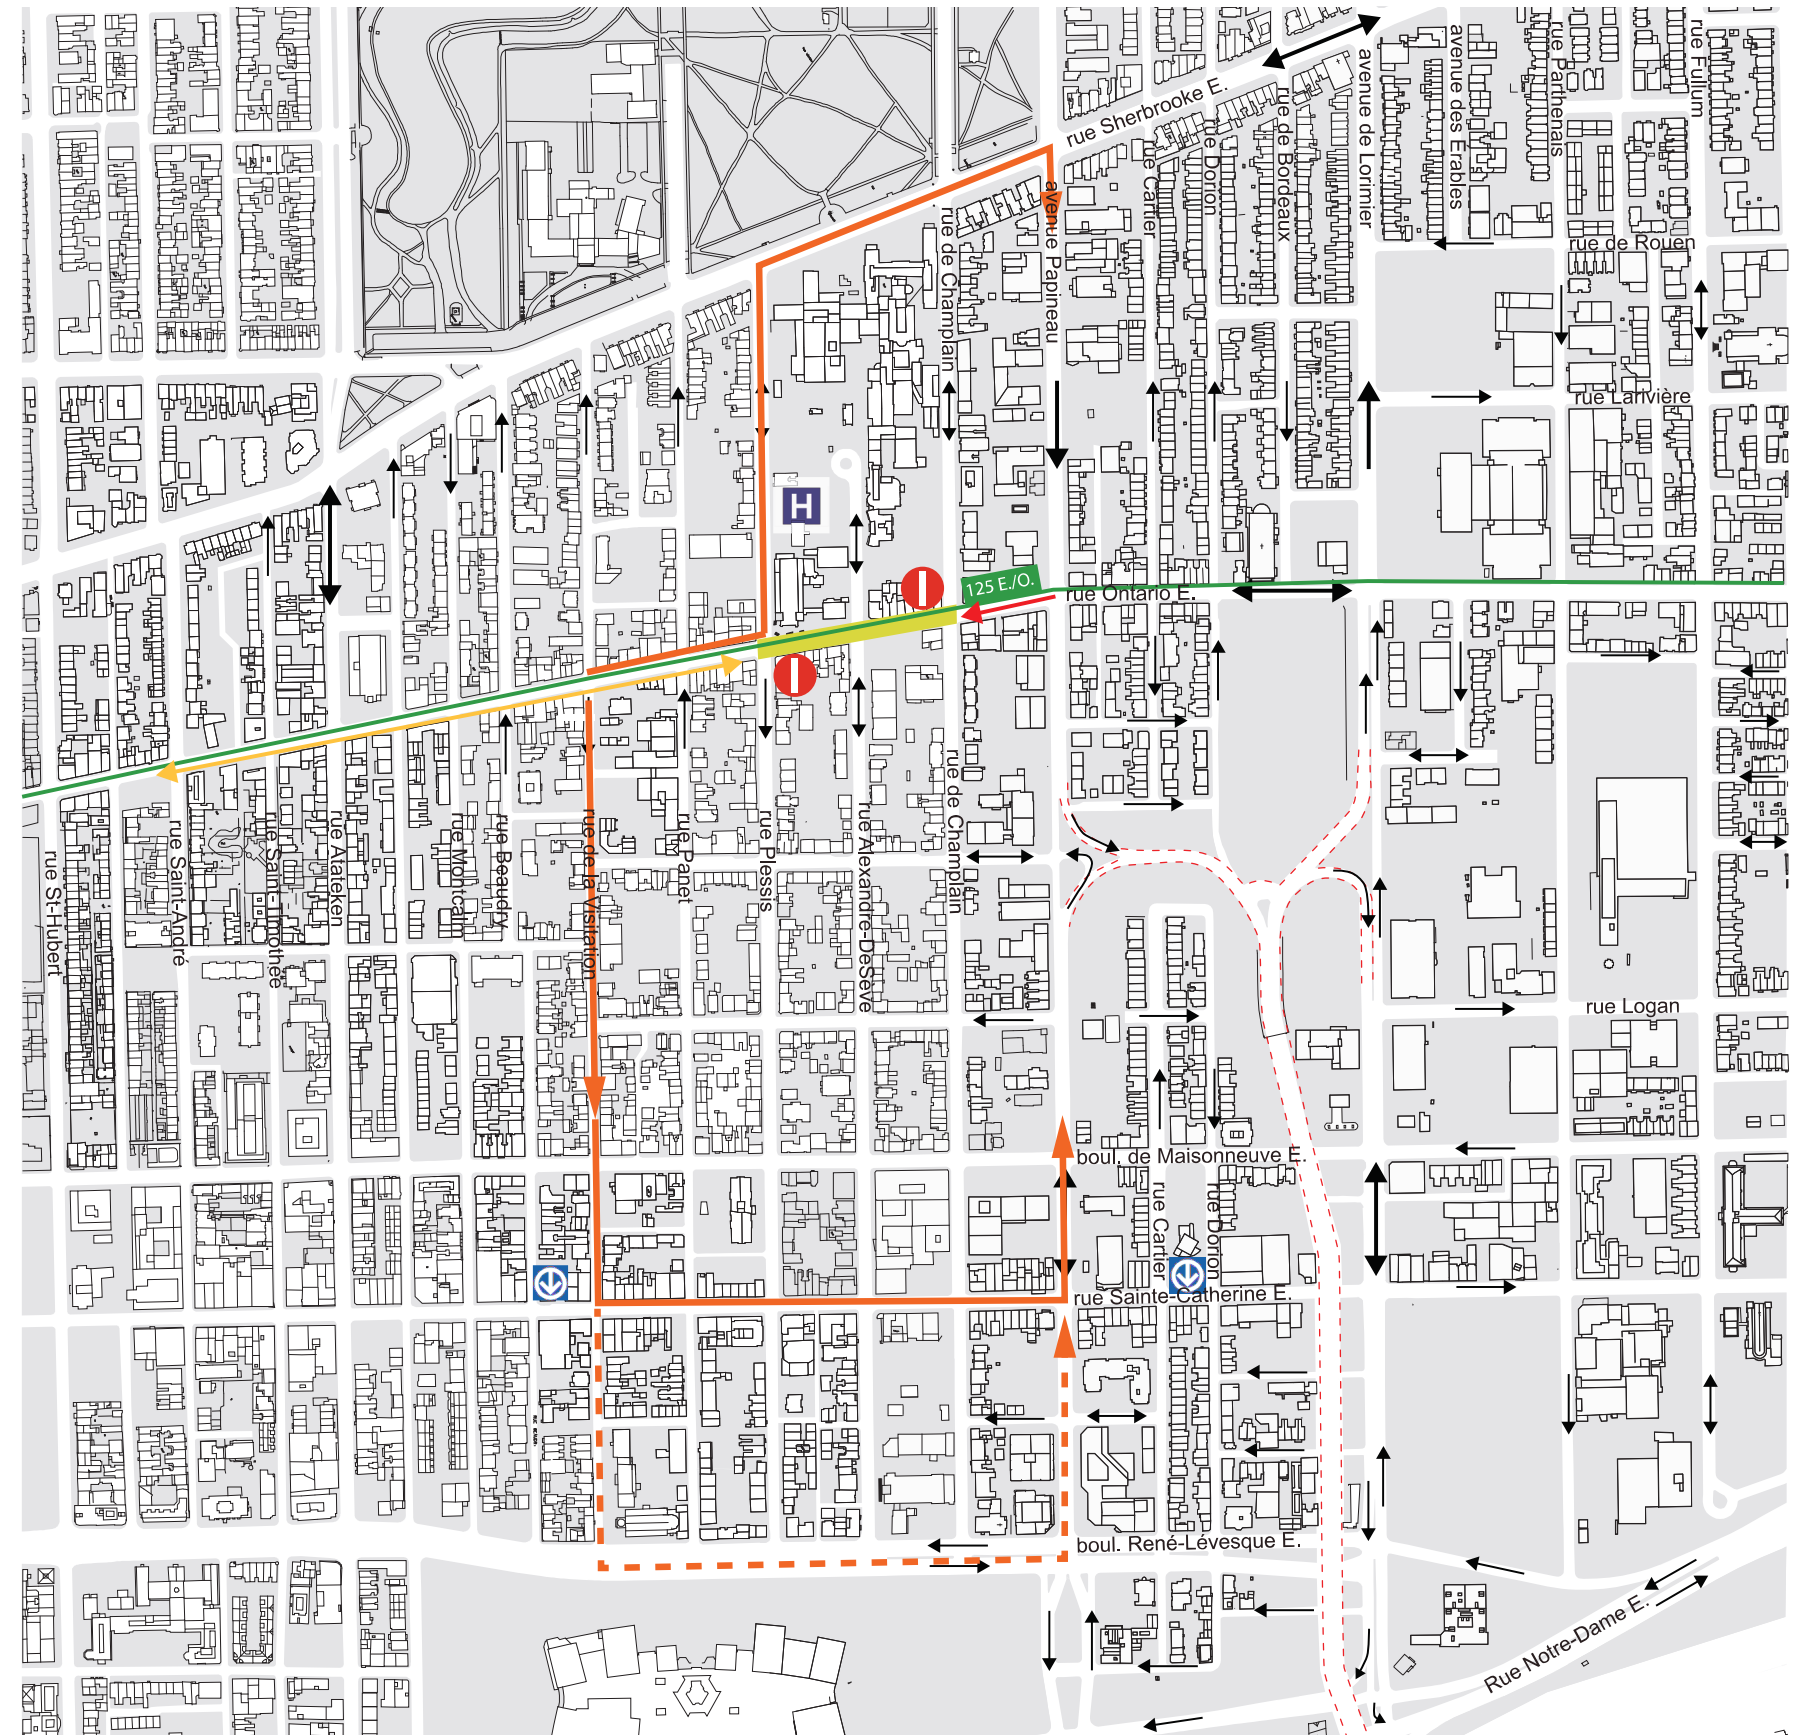 rue Sherbrooke E.
avenue de Lorimier
avenue des Érables
rue Parthenais
rue Fullum
rue de Bordeaux
rue Dorion
rue Cartier
avenue Papineau
rue de Champlain
rue de Rouen
rue Larivière
H
125 E./O.
rue Ontario E.
rue St-Hubert
rue Saint-André
rue Saint-Timothée
rue Atateken
rue Montcalm
rue Beaudry
rue de la Visitation
rue Panet
rue Plessis
rue Alexandre-DeSève
rue de Champlain
rue Logan
boul. de Maisonneuve E.
rue Cartier
rue Dorion
rue Sainte-Catherine E.
boul. René-Lévesque E.
Rue Notre-Dame E.